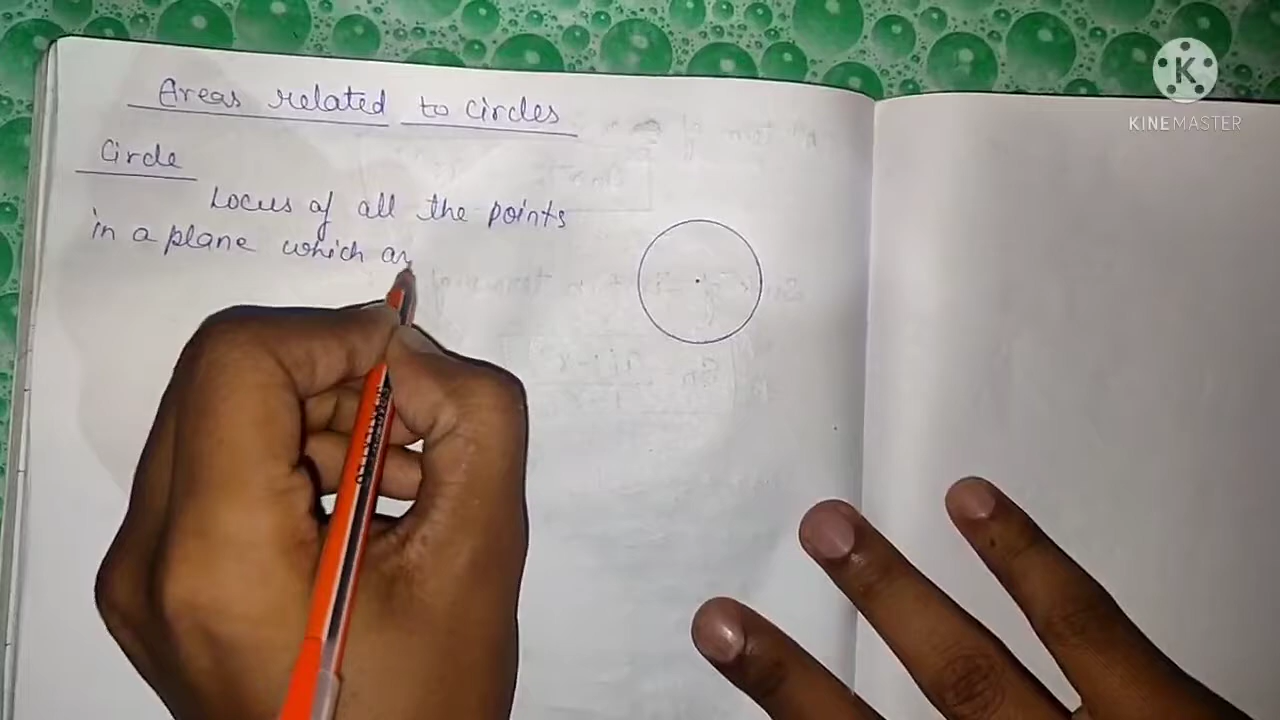 Areas related to circles
Circle
Locus of all the points
in a plane which ar
KINEMASTER